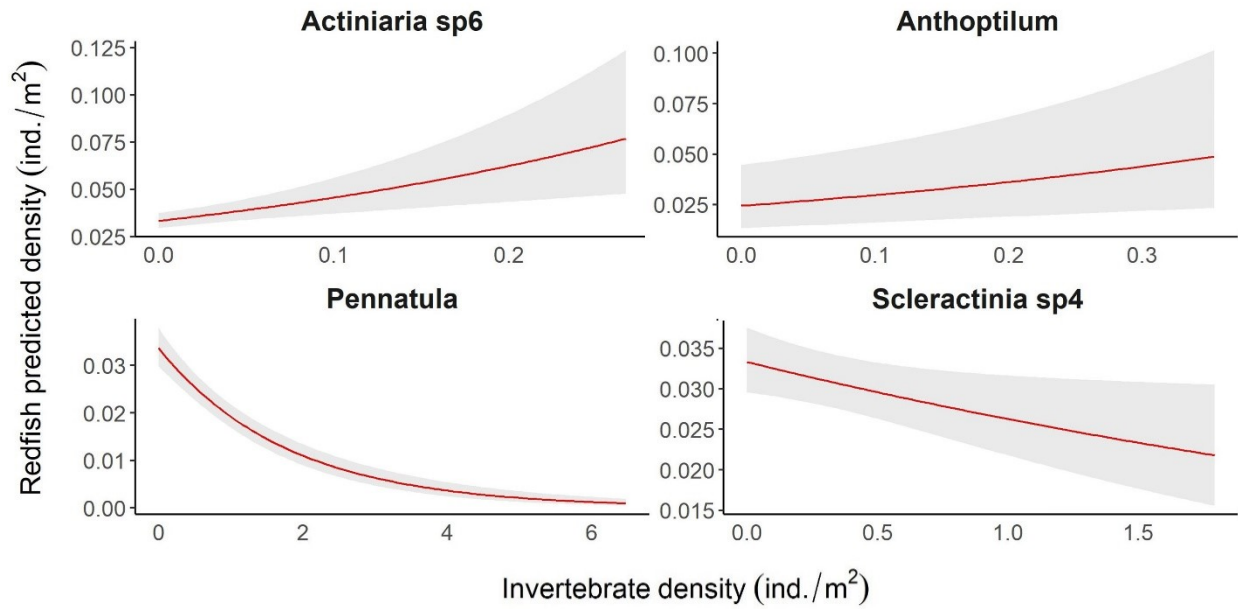 Actiniaria sp6
Anthoptilum
0.125
0.100
0.075
0.050
0.025
0.0 0.1 0.2
0.100
0.075
0.050
0.025
0.0 0.1 0.2 0.3
Pennatula
Scleractinia sp4
0.03
0.02
0.01
0.00
0 2 4 6
0.035
0.030
0.025
0.020
0.015
0.0 0.5 1.0 1.5
Redfish predicted density (ind./m²)
Invertebrate density (ind./m²)